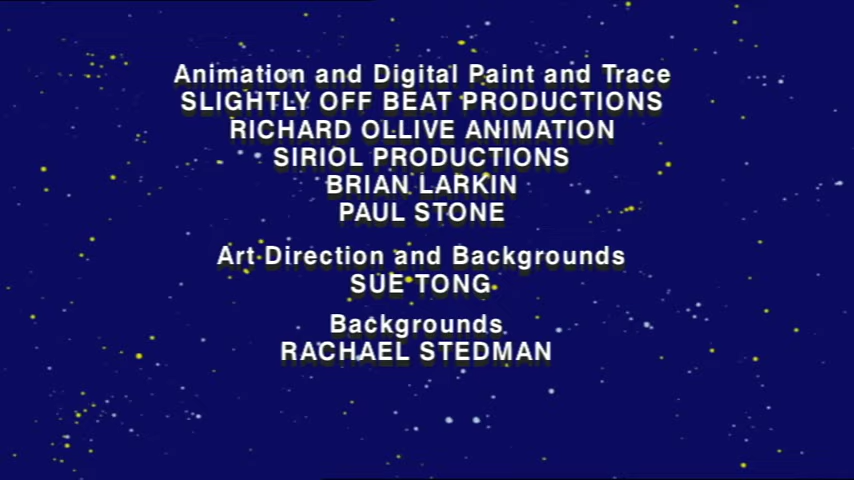 Animation and Digital Paint and Trace
SLIGHTLY OFF BEAT PRODUCTIONS
RICHARD OLLIVE ANIMATION
SIRIOL PRODUCTIONS
BRIAN LARKIN
PAUL STONE
Art Direction and Backgrounds
SUE TONG
Backgrounds
RACHAEL STEDMAN